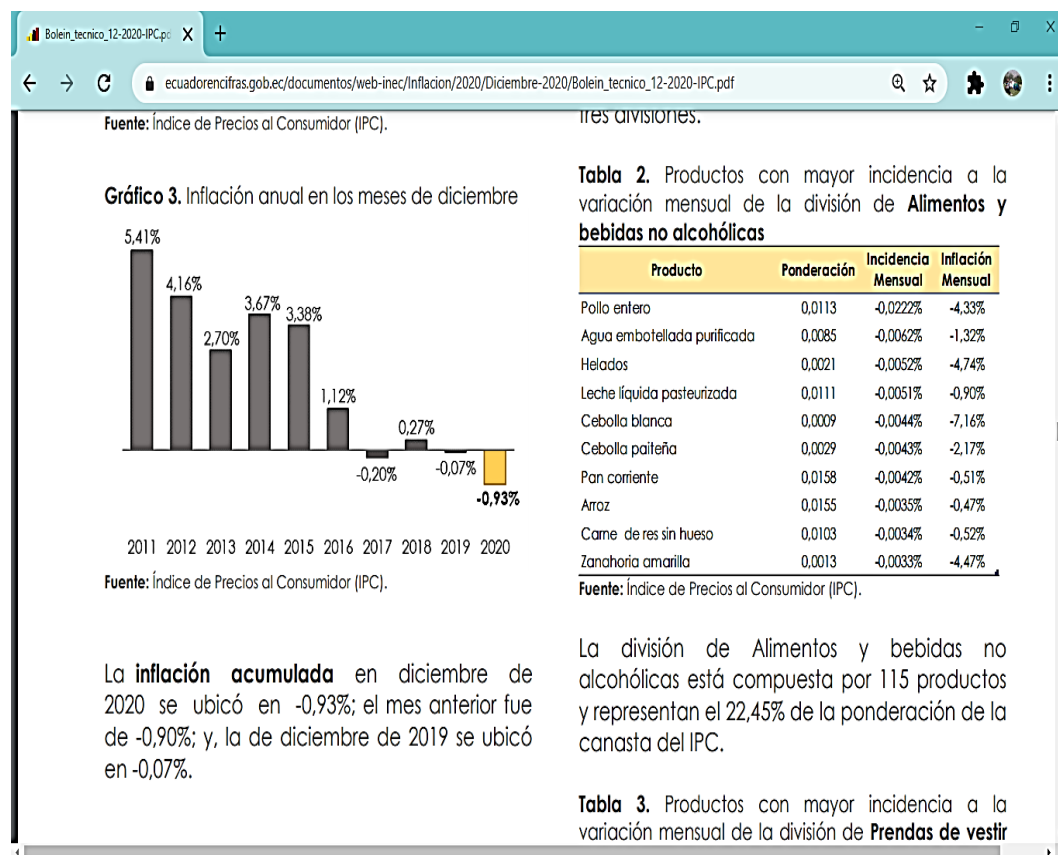 Bolein_tecnico_12-2020-IPC.pd
ecuadorencifras.gob.ec/documentos/web-inec/Inflacion/2020/Diciembre-2020/Bolein_tecnico_12-2020-IPC.pdf
Fuente: Índice de Precios al Consumidor (IPC).
Gráfico 3. Inflación anual en los meses de diciembre
5,41%
4,16%
2,70%
3,67%
3,38%
1,12%
-0,20%
0,27%
-0,07%
-0,93%
2011 2012 2013 2014 2015 2016 2017 2018 2019 2020
Fuente: Índice de Precios al Consumidor (IPC).
La inflación acumulada en diciembre de
2020 se ubicó en -0,93%; el mes anterior fue
de -0,90%; y, la de diciembre de 2019 se ubicó
en -0,07%.
tres divisiones.
Tabla 2. Productos con mayor incidencia a la
variación mensual de la división de Alimentos y
bebidas no alcohólicas
Producto Ponderación Incidencia Mensual Inflación Mensual
Pollo entero 0,0113 -0,0222% -4,33%
Agua embotellada purificada 0,0085 -0,0062% -1,32%
Helados 0,0021 -0,0052% -4,74%
Leche líquida pasteurizada 0,0111 -0,0051% -0,90%
Cebolla blanca 0,0009 -0,0044% -7,16%
Cebolla paiteña 0,0029 -0,0043% -2,17%
Pan corriente 0,0158 -0,0042% -0,51%
Arroz 0,0155 -0,0035% -0,47%
Carne de res sin hueso 0,0103 -0,0034% -0,52%
Zanahoria amarilla 0,0013 -0,0033% -4,47%
Fuente: Índice de Precios al Consumidor (IPC).
La división de Alimentos y bebidas no
alcohólicas está compuesta por 115 productos
y representan el 22,45% de la ponderación de la
canasta del IPC.
Tabla 3. Productos con mayor incidencia a la
variación mensual de la división de Prendas de vestir